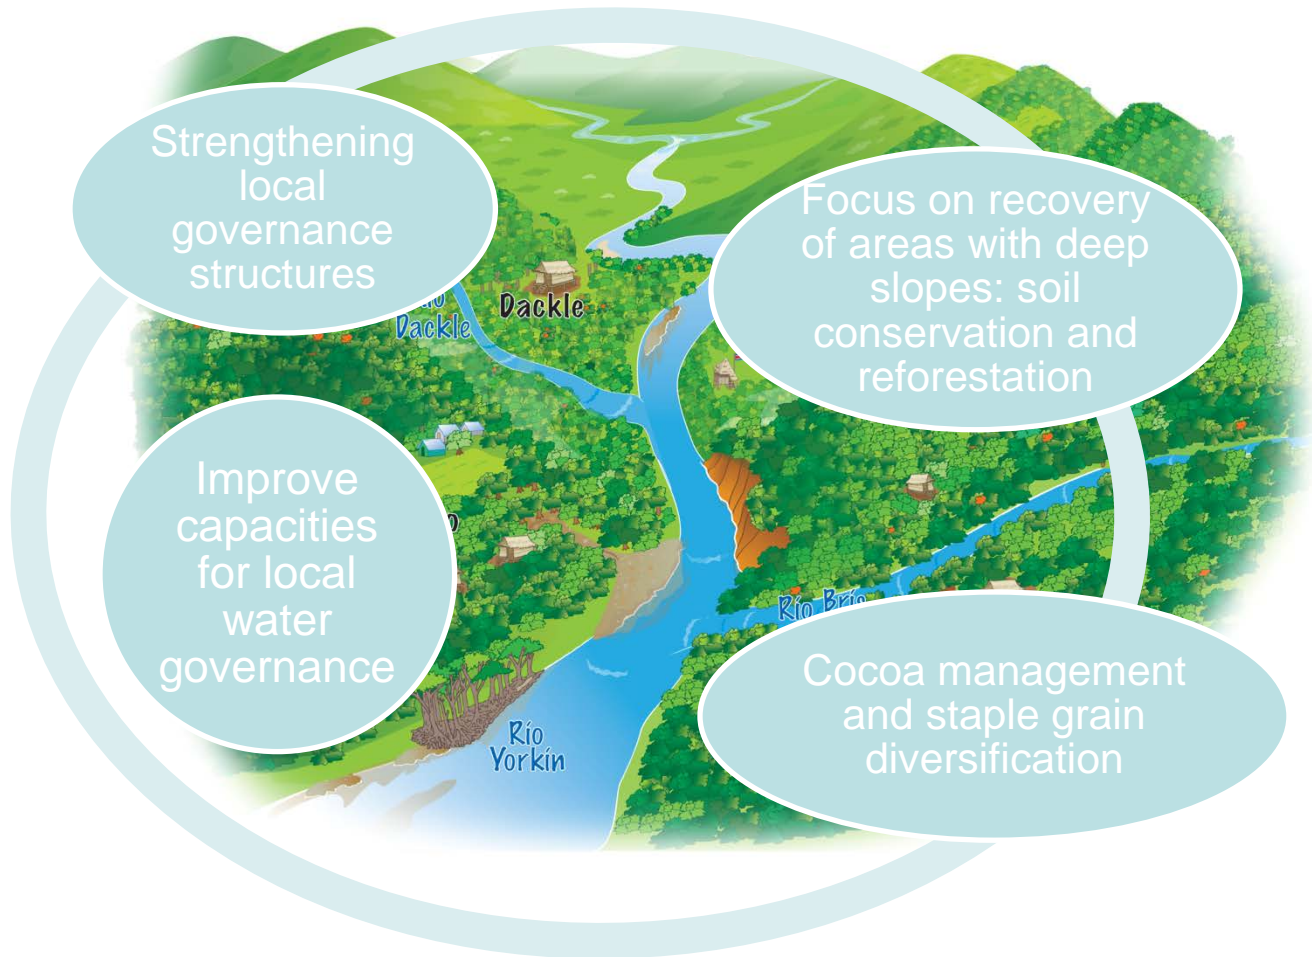 Strengthening
local
governance
structures
Focus on recovery
of areas with deep
slopes: soil
conservation and
reforestation
Dackle
Dackle
Improve
capacities
for local
water
governance
Río
Cocoa management
and staple grain
diversification
Río
Yorkín